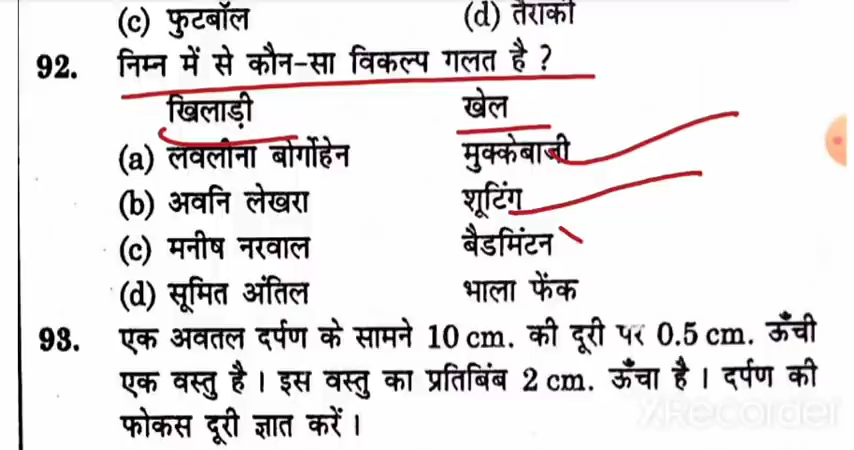 (c) फुटबॉल (d) तैराकी
92. निम्न में से कौन-सा विकल्प गलत है ?
खिलाड़ी खेल
(a) लवलीना बोर्गोहेन मुक्केबाजी
(b) अवनि लेखरा शूटिंग
(c) मनीष नरवाल बैडमिंटन
(d) सूमित अंतिल भाला फेंक
93. एक अवतल दर्पण के सामने 10 cm. की दूरी पर 0.5 cm. ऊँची
एक वस्तु है । इस वस्तु का प्रतिबिंब 2 cm. ऊँचा है । दर्पण की
फोकस दूरी ज्ञात करें ।
XRecorder